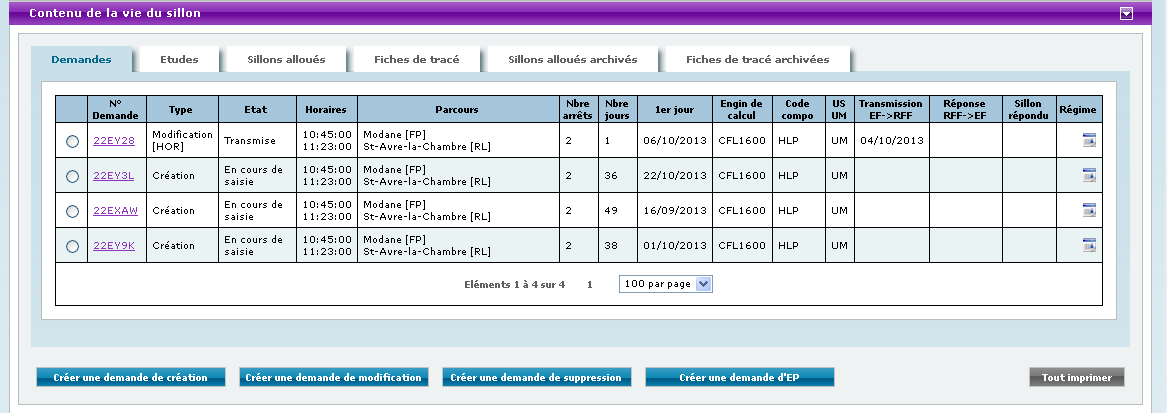 Contenu de la vie du sillon
Demandes Etudes Sillons alloués Fiches de tracé Sillons alloués archivés Fiches de tracé archivées
N° Demande Type Etat Horaires Parcours Nbre arrêts Nbre jours 1er jour Engin de calcul Code compo US UM Transmission EF->RFF Réponse RFF->EF Sillon répondu Régime
22EY28 Modification [HOR] Transmise 10:45:00 11:23:00 Modane [FP] St-Avre-la-Chambre [RL] 2 1 06/10/2013 CFL1600 HLP UM 04/10/2013
22EY3L Création En cours de saisie 10:45:00 11:23:00 Modane [FP] St-Avre-la-Chambre [RL] 2 36 22/10/2013 CFL1600 HLP UM
22EXAW Création En cours de saisie 10:45:00 11:23:00 Modane [FP] St-Avre-la-Chambre [RL] 2 49 16/09/2013 CFL1600 HLP UM
22EY9K Création En cours de saisie 10:45:00 11:23:00 Modane [FP] St-Avre-la-Chambre [RL] 2 38 01/10/2013 CFL1600 HLP UM
Eléments 1 à 4 sur 4 1 100 par page
Créer une demande de création Créer une demande de modification Créer une demande de suppression Créer une demande d'EP Tout imprimer